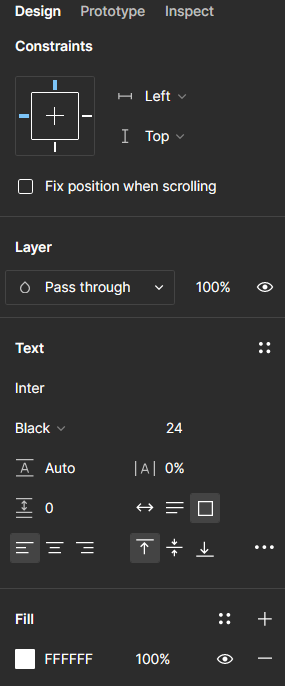 Design Prototype Inspect
Constraints
Left
Top
Fix position when scrolling
Layer
Pass through 100%
Text
Inter
Black 24
A Auto |A| 0%
0
Fill
FFFFFF 100%